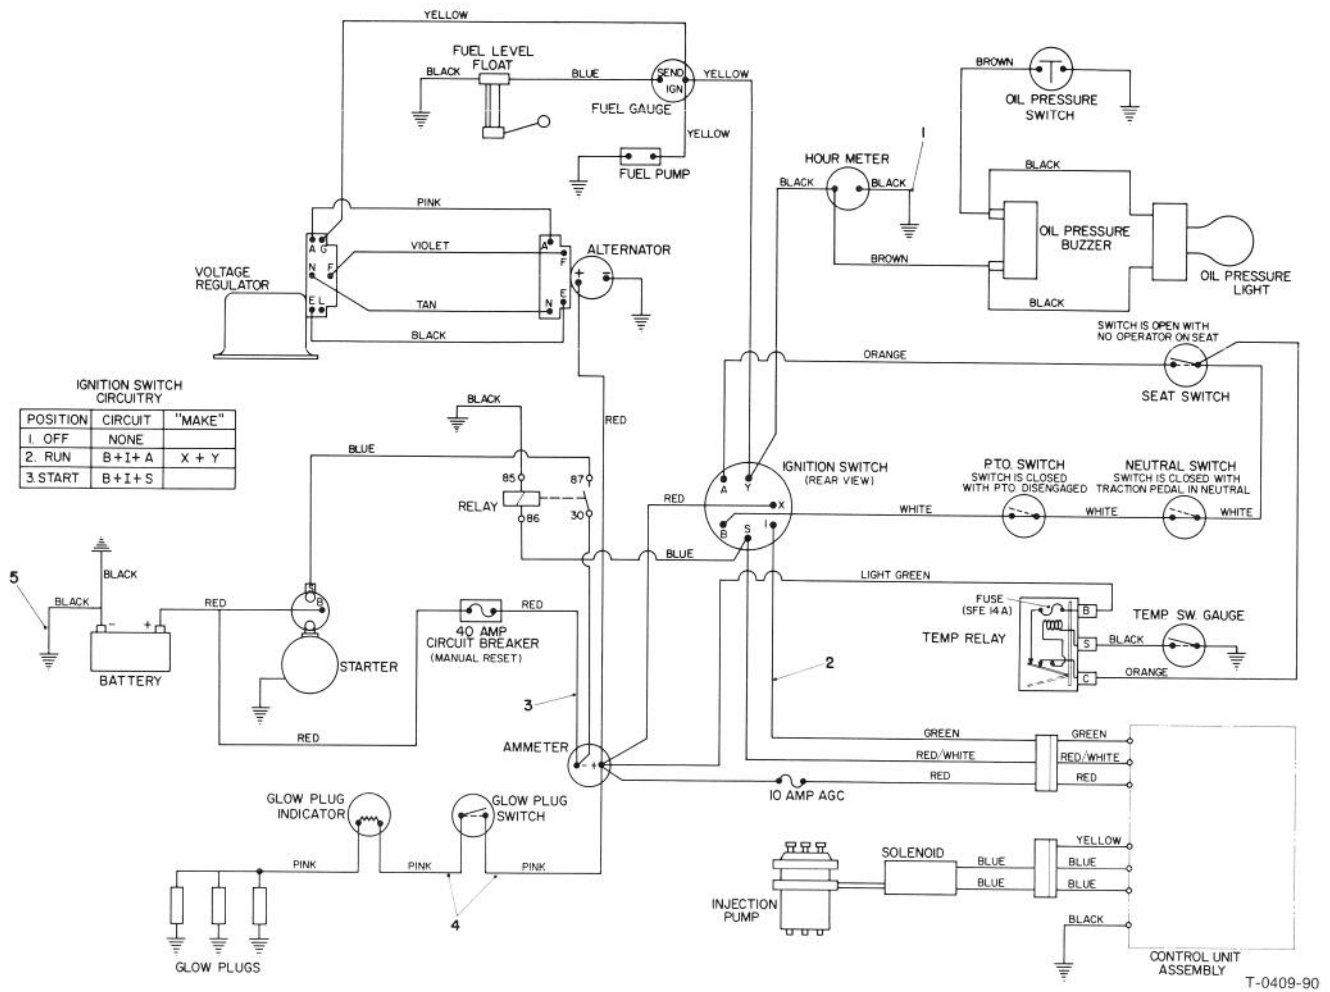 YELLOW
FUEL LEVEL
FLOAT
BLACK
BLUE
SEND
IGN
YELLOW
FUEL GAUGE
YELLOW
FUEL PUMP
BROWN
OIL PRESSURE
SWITCH
1
HOUR METER
BLACK
BLACK
BLACK
OIL PRESSURE
BUZZER
BROWN
BLACK
OIL PRESSURE
LIGHT
PINK
A G
VIOLET
N F
TAN
E L
BLACK
VOLTAGE
REGULATOR
A
F
E
N
ALTERNATOR
+ -
SWITCH IS OPEN WITH
NO OPERATOR ON SEAT
ORANGE
SEAT SWITCH
IGNITION SWITCH
CIRCUITRY
POSITION CIRCUIT "MAKE"
1. OFF NONE
2. RUN B+I+A X + Y
3. START B+I+S
BLACK
RED
BLUE
85 87
RELAY
86 30
RED
A Y
X
B S I
IGNITION SWITCH
(REAR VIEW)
P.T.O. SWITCH
SWITCH IS CLOSED
WITH P.T.O. DISENGAGED
NEUTRAL SWITCH
SWITCH IS CLOSED WITH
TRACTION PEDAL IN NEUTRAL
WHITE
WHITE
WHITE
BLUE
5
BLACK
BLACK
RED
- +
BATTERY
S
B
STARTER
RED
40 AMP
CIRCUIT BREAKER
(MANUAL RESET)
LIGHT GREEN
FUSE
(SFE 14A)
TEMP RELAY
B
S
C
BLACK
TEMP. SW. GAUGE
ORANGE
2
3
RED
AMMETER
- +
GREEN
GREEN
RED/WHITE
RED/WHITE
RED
RED
10 AMP AGC
GLOW PLUG
INDICATOR
GLOW PLUG
SWITCH
PINK
PINK
PINK
4
GLOW PLUGS
INJECTION
PUMP
SOLENOID
BLUE
BLUE
YELLOW
BLUE
BLUE
BLACK
CONTROL UNIT
ASSEMBLY
T-0409-90